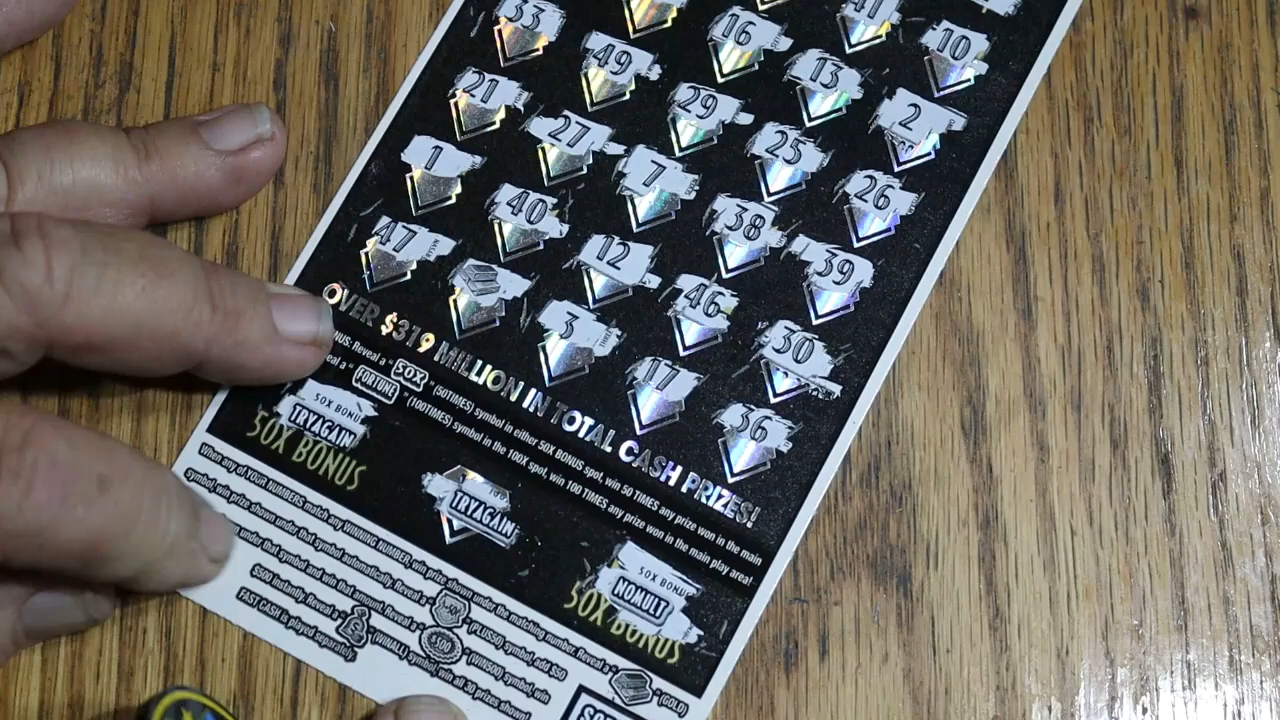 33
16
41
10
49
13
21
29
2
27
25
1
7
26
40
38
47
12
39
46
3
30
17
36
OVER $319 MILLION IN TOTAL CASH PRIZES!
Reveal a " 50X " (50TIMES) symbol in either 50X BONUS spot, win 50 TIMES any prize won in the main
a " FORTUNE " (100TIMES) symbol in the 100X spot, win 100 TIMES any prize won in the main play area!
50X BONU
TRYAGAIN
50X BONUS
TRYAGAIN
50X BONUS
NOMULT
50X BONUS
When any of YOUR NUMBERS match any WINNING NUMBER, win prize shown under the matching number. Reveal a " " (GOLD)
symbol, win prize shown under that symbol automatically. Reveal a " " (PLUS50) symbol, add $50
under that symbol and win that amount. Reveal a " $500 " (WIN500) symbol, win
$500 instantly. Reveal a " " (WINALL) symbol, win all 30 prizes shown!
FAST CASH is played separately.